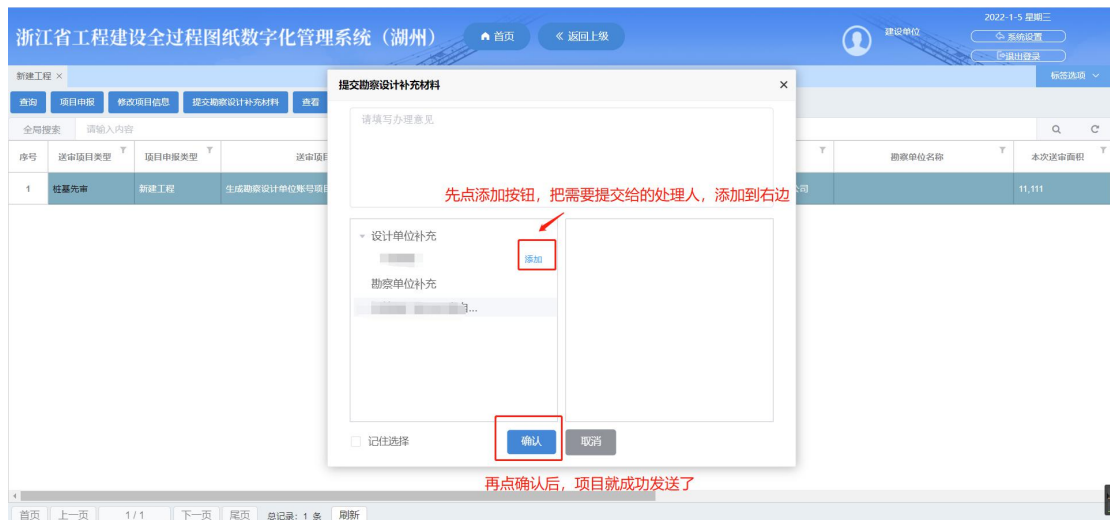 2022-1-5 星期三
浙江省工程建设全过程图纸数字化管理系统（湖州）
首页
《 返回上级
建设单位
系统设置
退出登录
新建工程 ×
标签选项
查询
项目申报
修改项目信息
提交勘察设计补充材料
查看
全局搜索
请输入内容
序号
送审项目类型
项目申报类型
送审项目
勘察单位名称
本次送审面积
1
桩基先审
新建工程
生成勘察设计单位账号项目
公司
11,111
提交勘察设计补充材料
×
请填写办理意见
先点添加按钮，把需要提交给的处理人，添加到右边
设计单位补充
添加
勘察单位补充
记住选择
确认
取消
再点确认后，项目就成功发送了
首页
上一页
1 / 1
下一页
尾页
总记录: 1 条
刷新